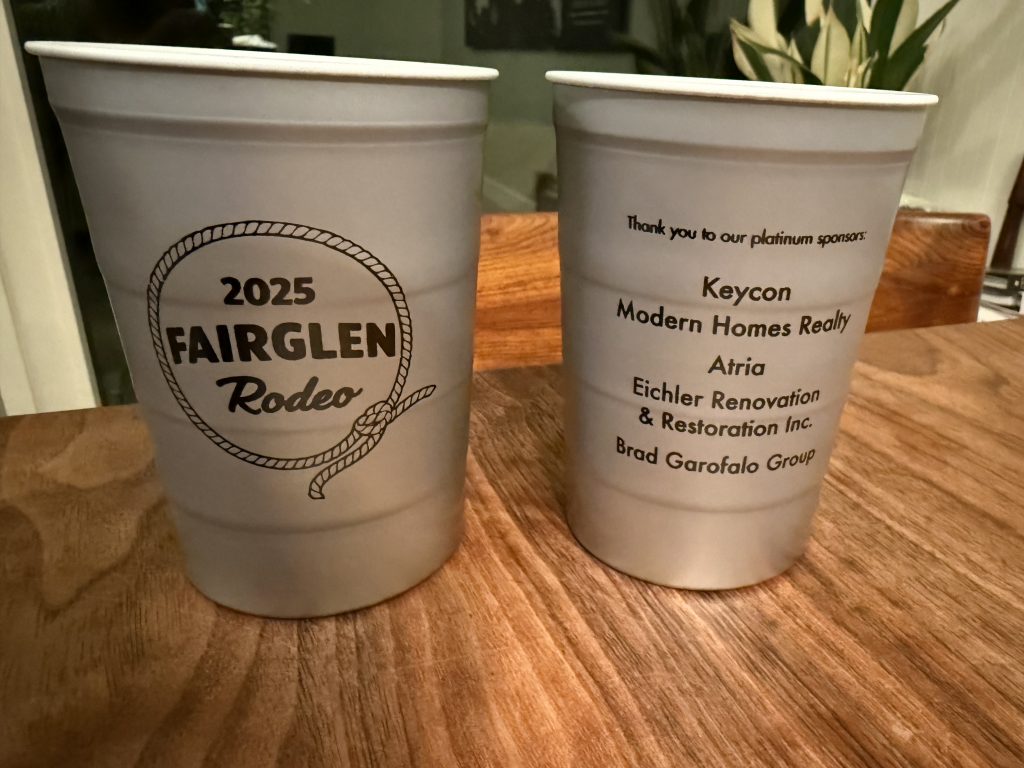 2025
FAIRGLEN
Rodeo
Thank you to our platinum sponsors:
Keycon
Modern Homes Realty
Atria
Eichler Renovation
& Restoration Inc.
Brad Garofalo Group